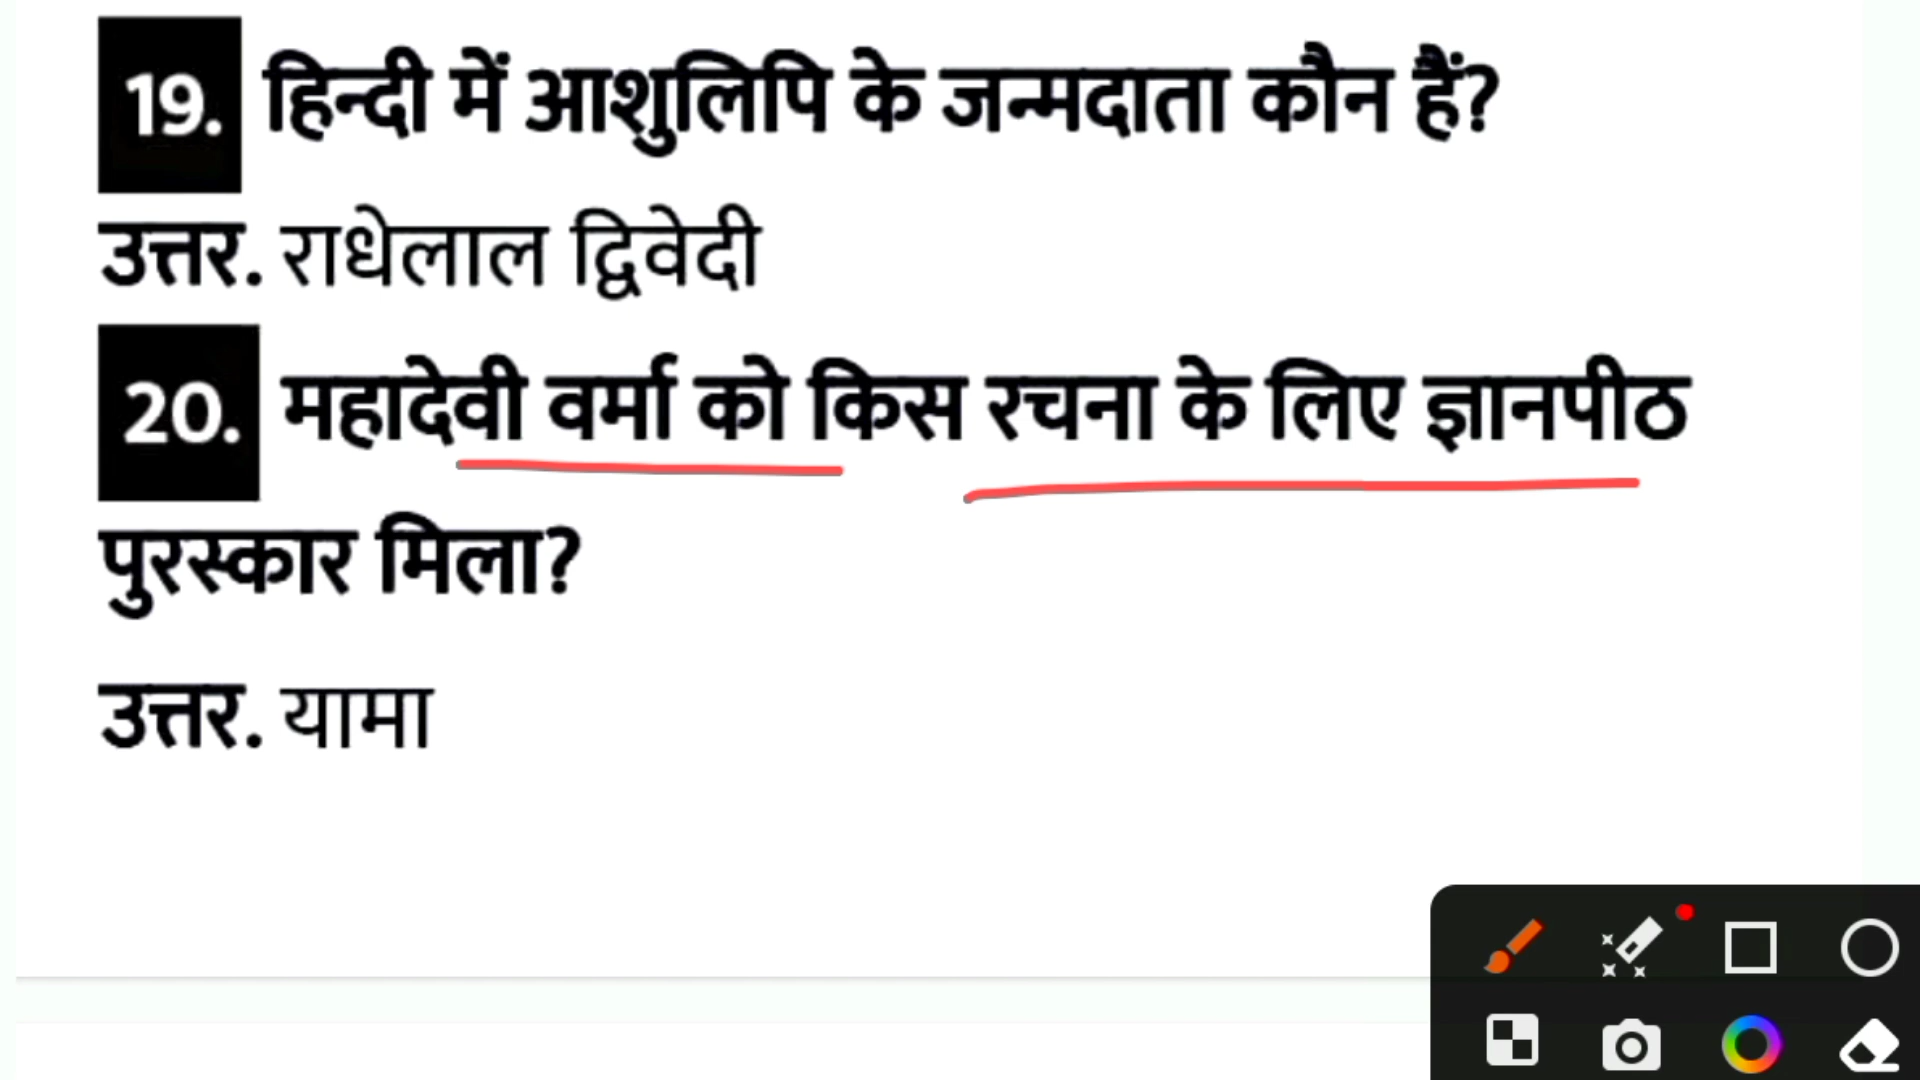 19. हिन्दी में आशुलिपि के जन्मदाता कौन हैं?
उत्तर. राधेलाल द्विवेदी
20. महादेवी वर्मा को किस रचना के लिए ज्ञानपीठ
पुरस्कार मिला?
उत्तर. यामा